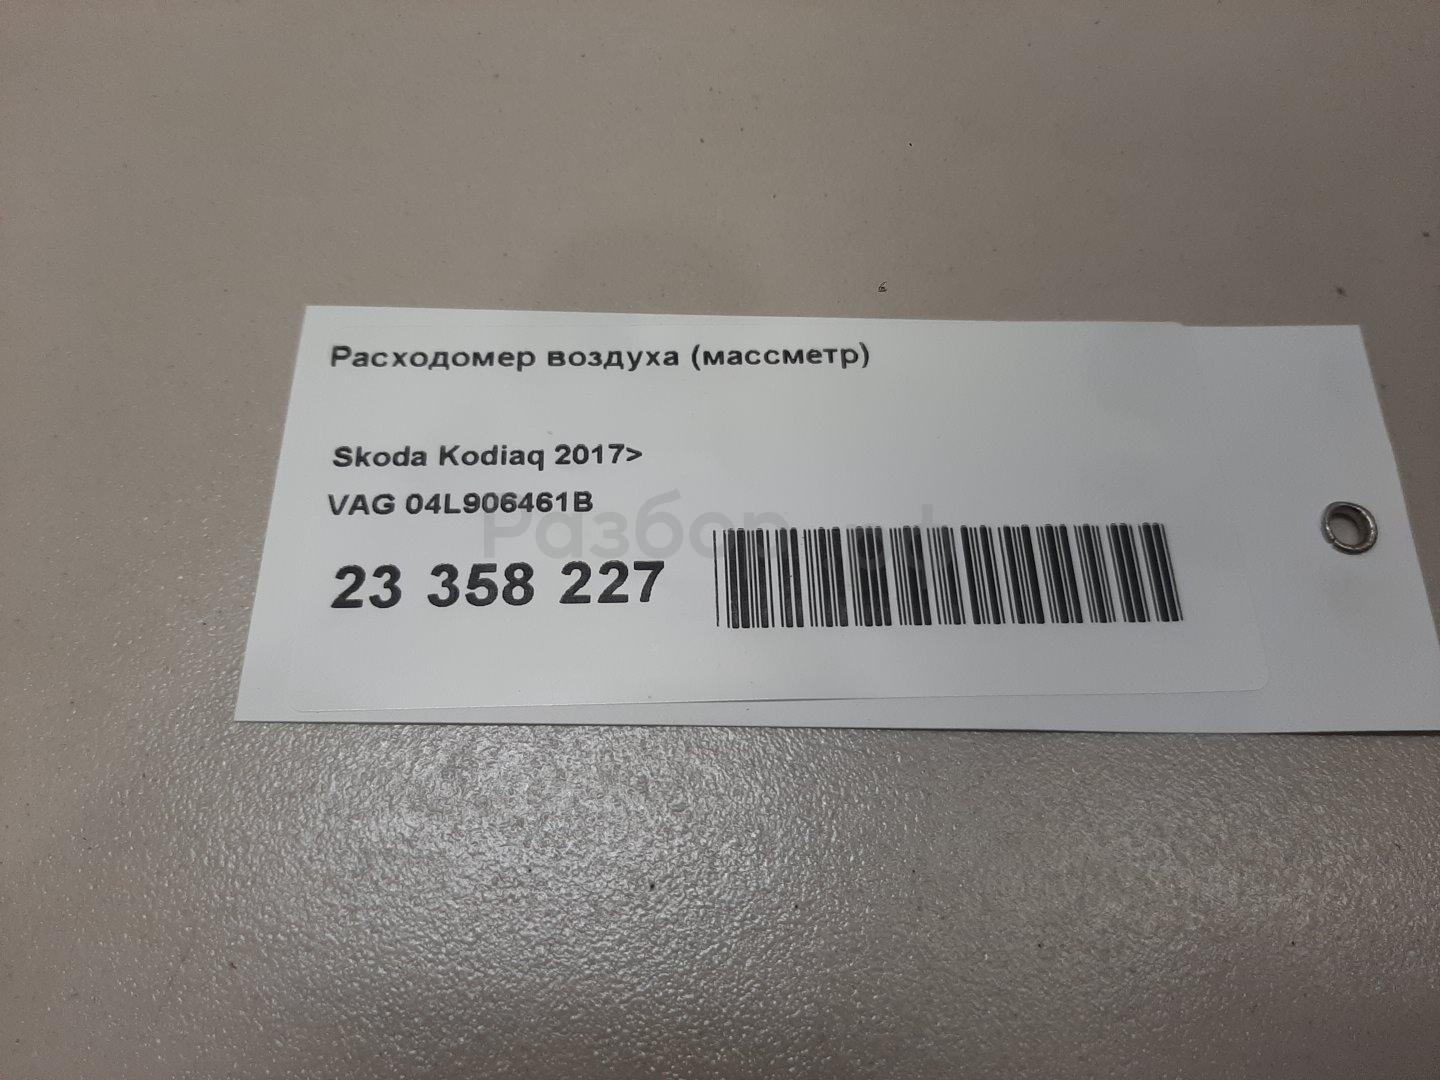 Расходомер воздуха (массметр)
Skoda Kodiaq 2017>
VAG 04L906461B
23 358 227